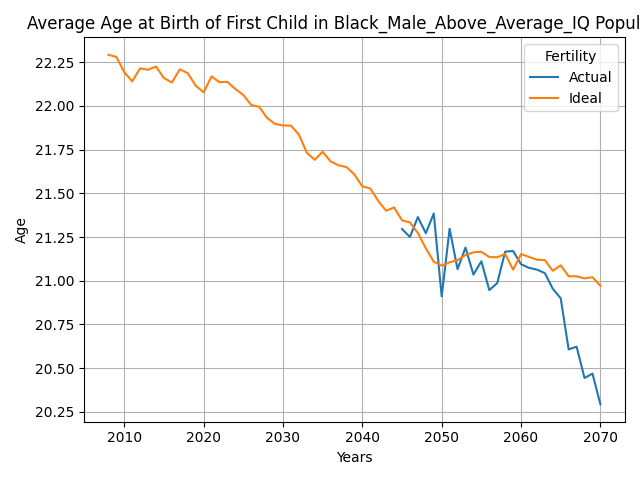 Average Age at Birth of First Child in Black_Male_Above_Average_IQ Popul
Fertility
Actual
Ideal
22.25
22.00
21.75
21.50
21.25
21.00
20.75
20.50
20.25
Age
2010 2020 2030 2040 2050 2060 2070
Years